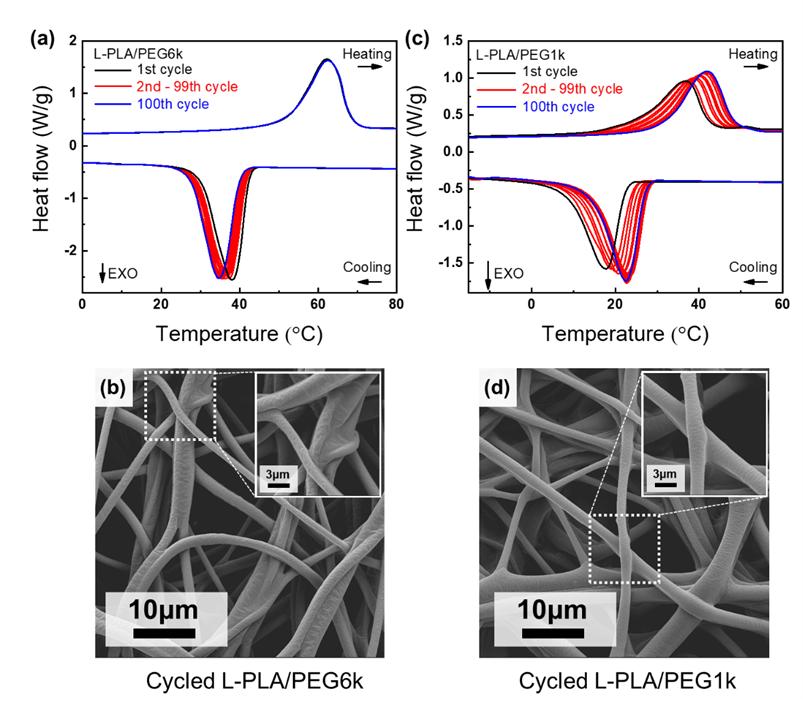 (a)
L-PLA/PEG6k
1st cycle
2nd - 99th cycle
100th cycle
Heating
EXO
Cooling
2
1
0
-1
-2
0
20
40
60
80
Heat flow (W/g)
Temperature (°C)
(c)
L-PLA/PEG1k
1st cycle
2nd - 99th cycle
100th cycle
Heating
EXO
Cooling
1.5
1.0
0.5
0.0
-0.5
-1.0
-1.5
0
20
40
60
Heat flow (W/g)
Temperature (°C)
(b)
3μm
10μm
Cycled L-PLA/PEG6k
(d)
3μm
10μm
Cycled L-PLA/PEG1k